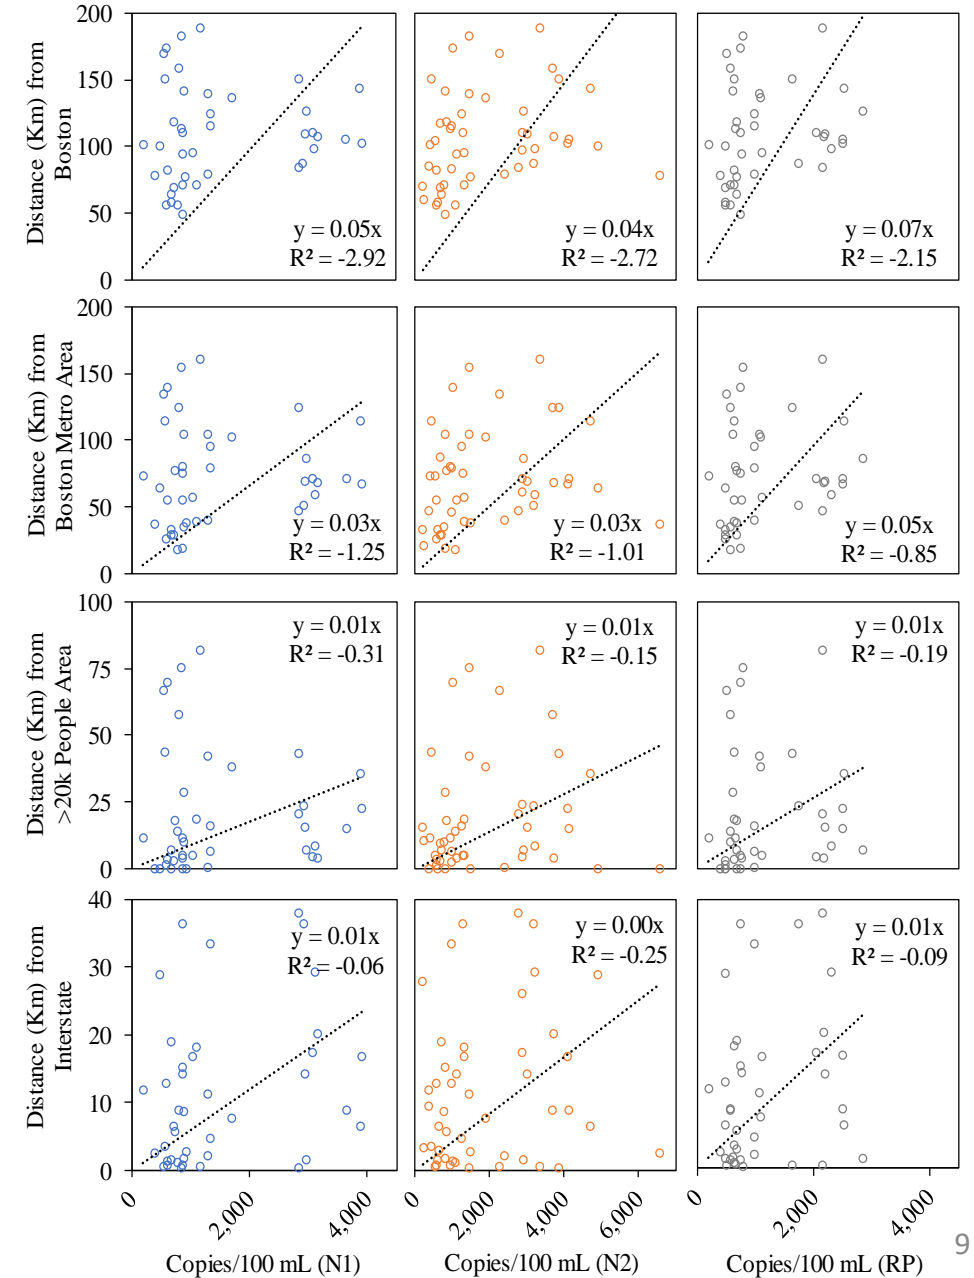 Distance (Km) from
Boston
200
150
100
50
0
y = 0.05x
R² = -2.92
y = 0.04x
R² = -2.72
y = 0.07x
R² = -2.15
Distance (Km) from
Boston Metro Area
200
150
100
50
0
y = 0.03x
R² = -1.25
y = 0.03x
R² = -1.01
y = 0.05x
R² = -0.85
Distance (Km) from
>20k People Area
100
75
50
25
0
y = 0.01x
R² = -0.31
y = 0.01x
R² = -0.15
y = 0.01x
R² = -0.19
Distance (Km) from
Interstate
40
30
20
10
0
y = 0.01x
R² = -0.06
y = 0.00x
R² = -0.25
y = 0.01x
R² = -0.09
0 2,000 4,000
0 2,000 4,000 6,000
0 2,000 4,000
Copies/100 mL (N1)
Copies/100 mL (N2)
Copies/100 mL (RP)
9